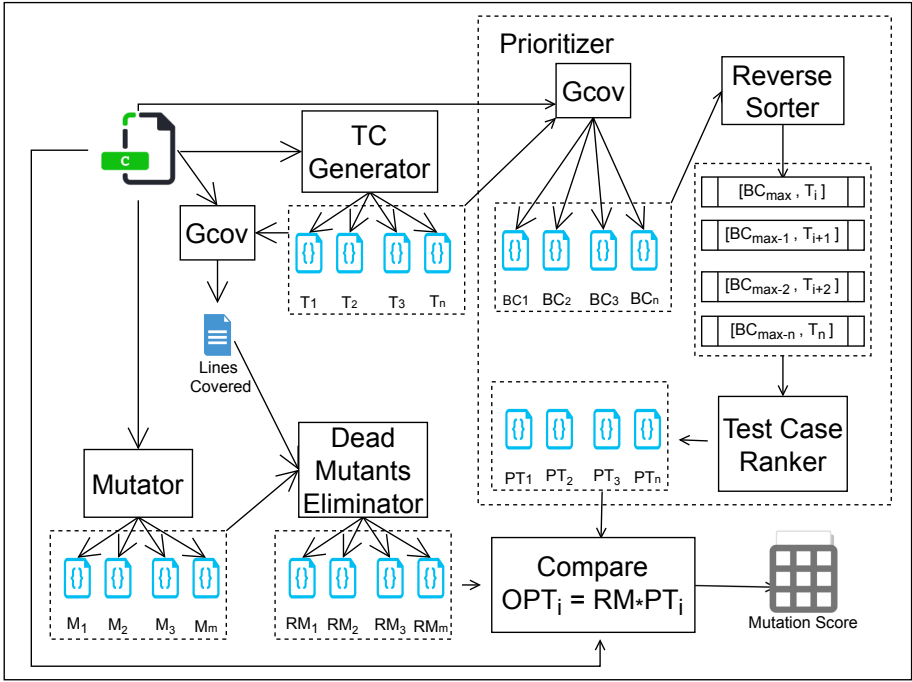 Prioritizer
Gcov
Reverse
Sorter
C
TC
Generator
Gcov
[BCmax , Ti]
[BCmax-1 , Ti+1]
[BCmax-2 , Ti+2]
[BCmax-n , Tn]
T1 T2 T3 Tn
BC1 BC2 BC3 BCn
Lines
Covered
Test Case
Ranker
PT1 PT2 PT3 PTn
Mutator
Dead
Mutants
Eliminator
M1 M2 M3 Mm
RM1 RM2 RM3 RMm
Compare
OPTi = RM*PTi
Mutation Score